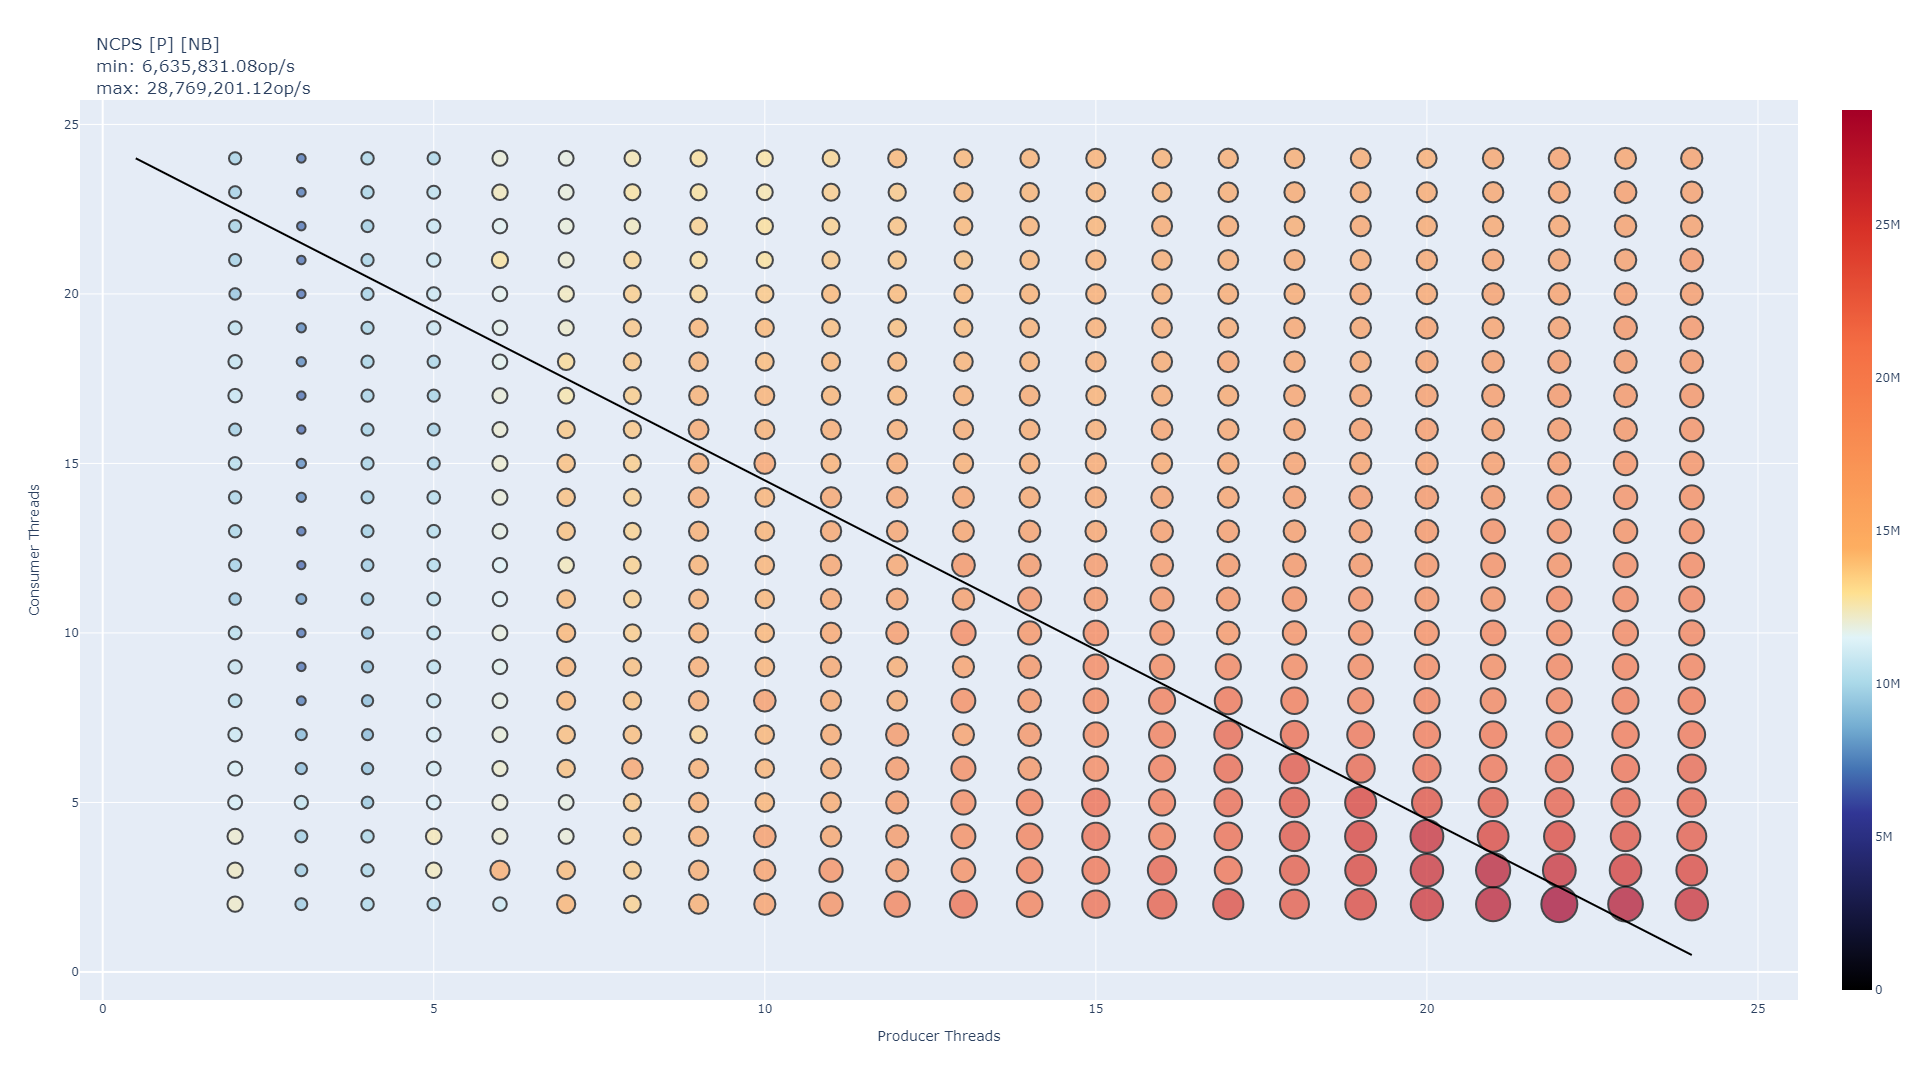 NCPS [P] [NB]
min: 6,635,831.08op/s
max: 28,769,201.12op/s
25
20
15
10
5
0
Consumer Threads
0
5
10
15
20
25
Producer Threads
25M
20M
15M
10M
5M
0